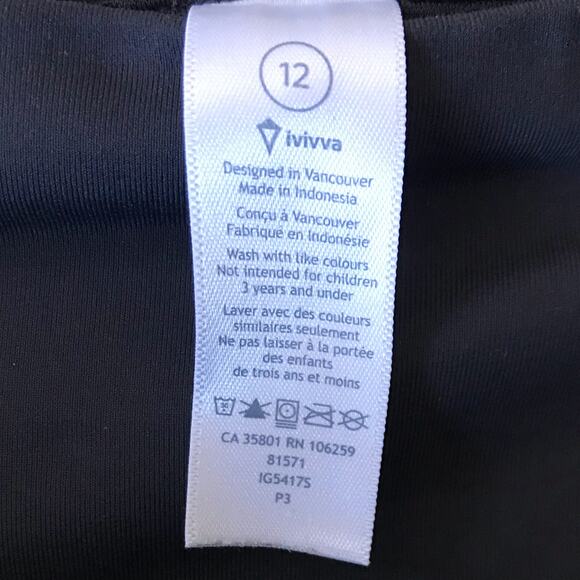 12
ivivva
Designed in Vancouver
Made in Indonesia
Conçu à Vancouver
Fabrique en Indonésie
Wash with like colours
Not intended for children
3 years and under
Laver avec des couleurs
similaires seulement
Ne pas laisser à la portée
des enfants
de trois ans et moins
CA 35801 RN 106259
81571
IG5417S
P3